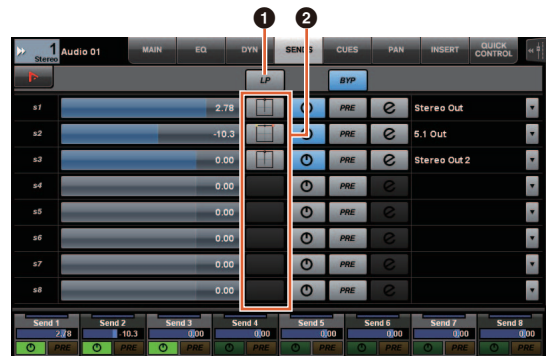 1 2
1 Audio 01 MAIN EQ DYN SENDS CUES PAN INSERT QUICK CONTROL
Stereo
LP BYP
s1 2.78 PRE e Stereo Out
s2 -10.3 PRE e 5.1 Out
s3 0.00 PRE e Stereo Out 2
s4 0.00 PRE e
s5 0.00 PRE e
s6 0.00 PRE e
s7 0.00 PRE e
s8 0.00 PRE e
Send 1 Send 2 Send 3 Send 4 Send 5 Send 6 Send 7 Send 8
2.78 -10.3 0.00 0.00 0.00 0.00 0.00 0.00
PRE PRE PRE PRE PRE PRE PRE PRE